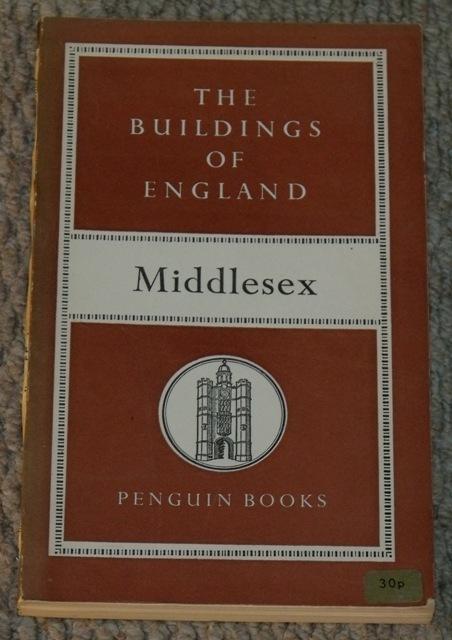 THE
BUILDINGS
OF
ENGLAND
Middlesex
PENGUIN BOOKS
30p